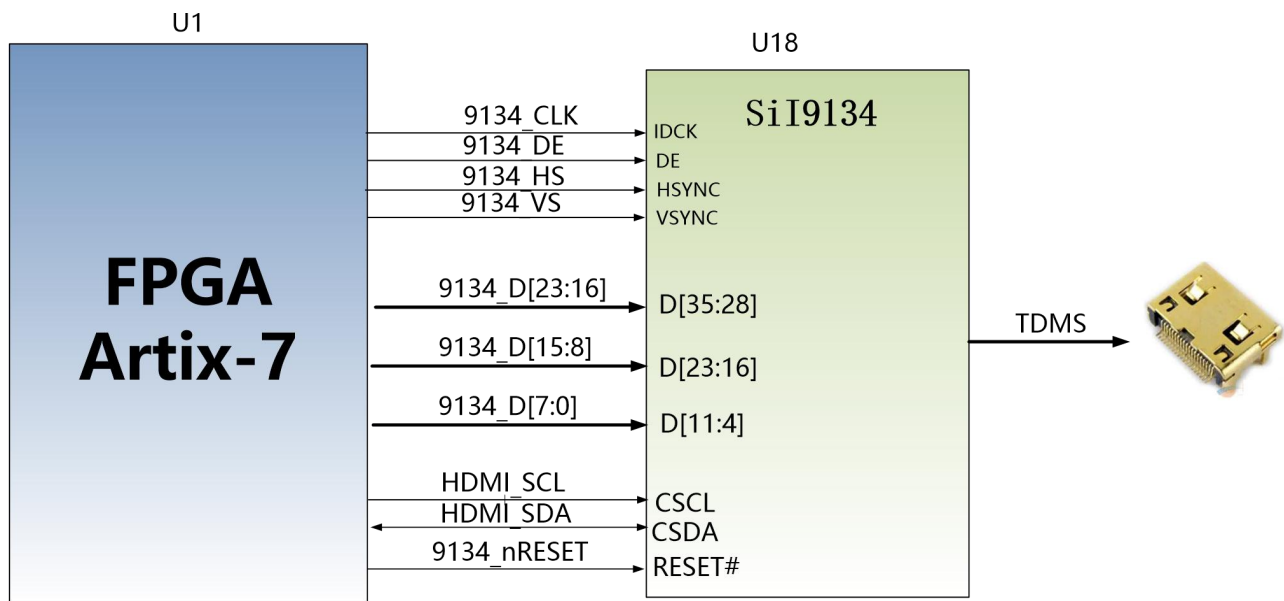 U1
U18
SiI9134
9134_CLK
IDCK
9134_DE
DE
9134_HS
HSYNC
9134_VS
VSYNC
FPGA
Artix-7
9134_D[23:16]
D[35:28]
TDMS
9134_D[15:8]
D[23:16]
9134_D[7:0]
D[11:4]
HDMI_SCL
CSCL
HDMI_SDA
CSDA
9134_nRESET
RESET#